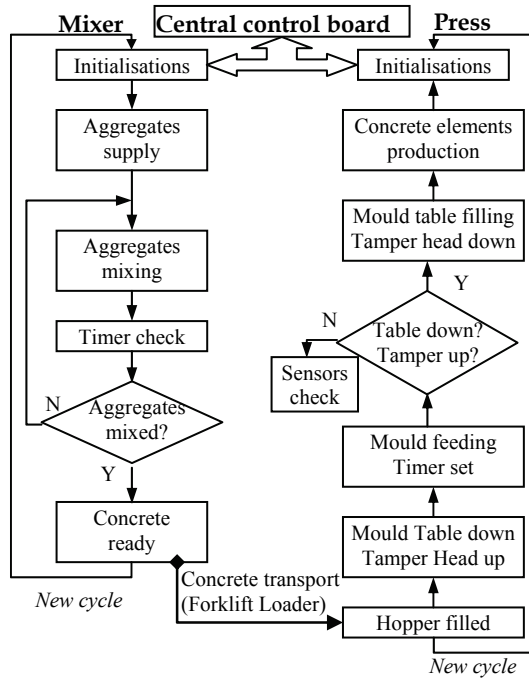 Mixer
Central control board
Press
Initialisations
Aggregates
supply
Aggregates
mixing
Timer check
N
Aggregates
mixed?
Y
Concrete
ready
New cycle
Concrete transport
(Forklift Loader)
Initialisations
Concrete elements
production
Mould table filling
Tamper head down
Y
N
Table down?
Tamper up?
Sensors
check
Mould feeding
Timer set
Mould Table down
Tamper Head up
Hopper filled
New cycle